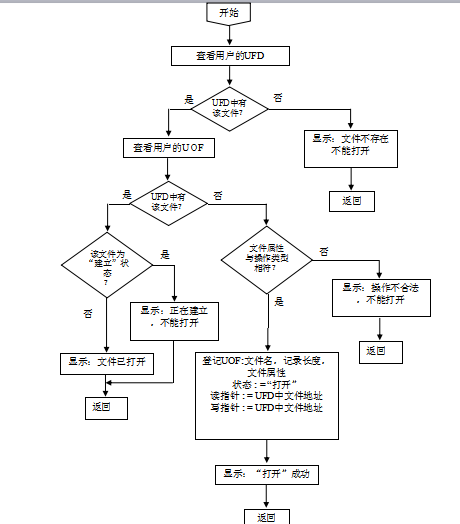 开始
查看用户的UFD
是
否
UFD中有
该文件?
查看用户的UOF
显示：文件不存在
不能打开
返回
是
否
UFD中有
该文件?
该文件为
“建立”状
态
?
是
否
文件属性
与操作类型
相符?
否
是
显示：正在建立
，不能打开
显示：操作不合法
，不能打开
显示：文件已打开
返回
返回
登记UOF:文件名，记录长度，
文件属性
状态：=“打开”
读指针：= UFD中文件地址
写指针：= UFD中文件地址
显示：“打开”成功
返回